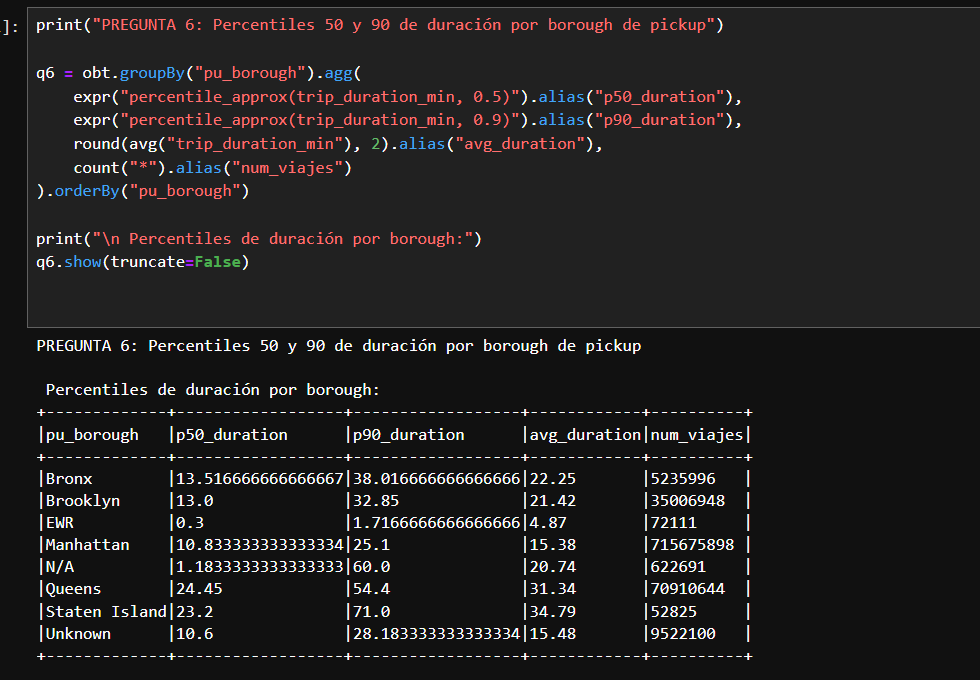 ]: print("PREGUNTA 6: Percentiles 50 y 90 de duración por borough de pickup")
q6 = obt.groupBy("pu_borough").agg(
    expr("percentile_approx(trip_duration_min, 0.5)").alias("p50_duration"),
    expr("percentile_approx(trip_duration_min, 0.9)").alias("p90_duration"),
    round(avg("trip_duration_min"), 2).alias("avg_duration"),
    count("*").alias("num_viajes")
).orderBy("pu_borough")
print("\n Percentiles de duración por borough:")
q6.show(truncate=False)
PREGUNTA 6: Percentiles 50 y 90 de duración por borough de pickup
 Percentiles de duración por borough:
+-------------+------------------+------------------+------------+----------+
|pu_borough   |p50_duration      |p90_duration      |avg_duration|num_viajes|
+-------------+------------------+------------------+------------+----------+
|Bronx        |13.516666666666667|38.016666666666666|22.25       |5235996   |
|Brooklyn     |13.0              |32.85             |21.42       |35006948  |
|EWR          |0.3               |1.7166666666666666|4.87        |72111     |
|Manhattan    |10.833333333333334|25.1              |15.38       |715675898 |
|N/A          |1.1833333333333333|60.0              |20.74       |622691    |
|Queens       |24.45             |54.4              |31.34       |70910644  |
|Staten Island|23.2              |71.0              |34.79       |52825     |
|Unknown      |10.6              |28.183333333333334|15.48       |9522100   |
+-------------+------------------+------------------+------------+----------+